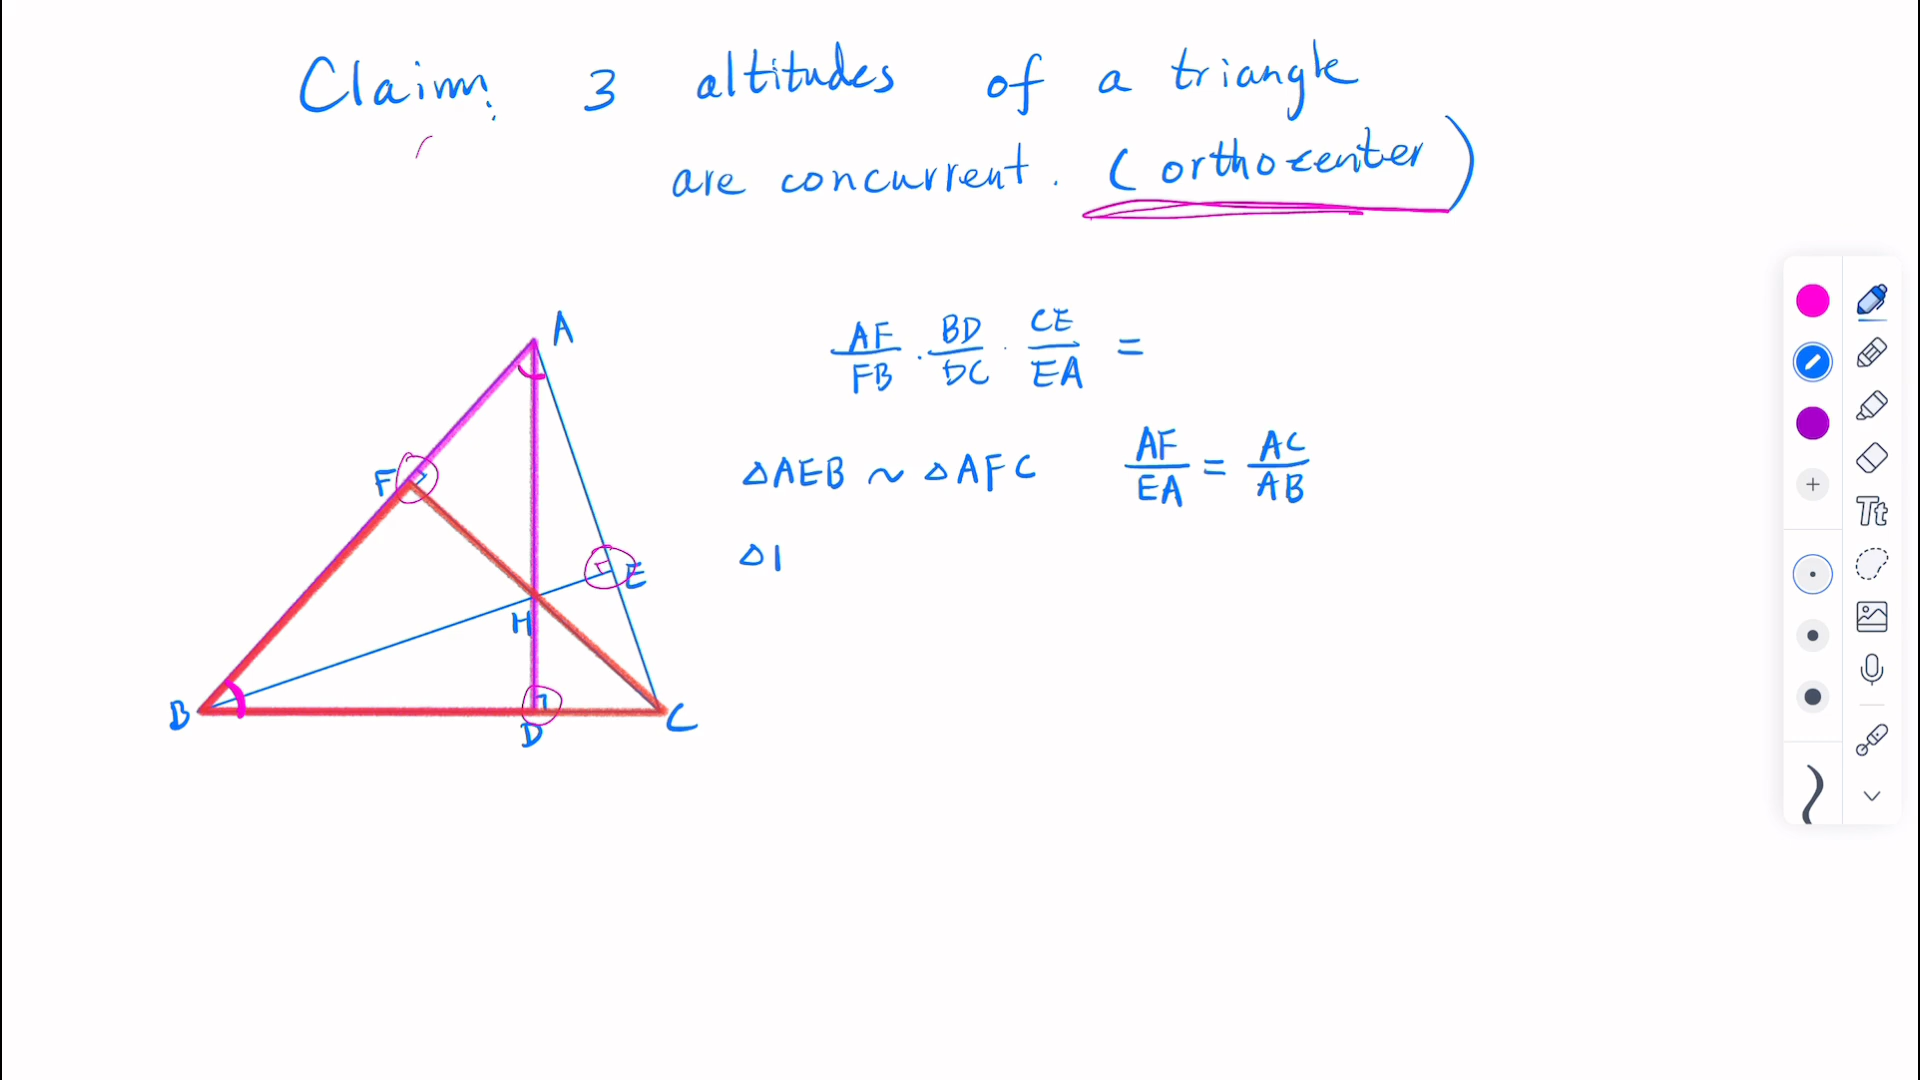 Claim: 3 altitudes of a triangle
are concurrent. (orthocenter)
A
F
E
H
B
D
C
AF/FB · BD/DC · CE/EA =
△AEB ~ △AFC AF/EA = AC/AB
△I
Tt